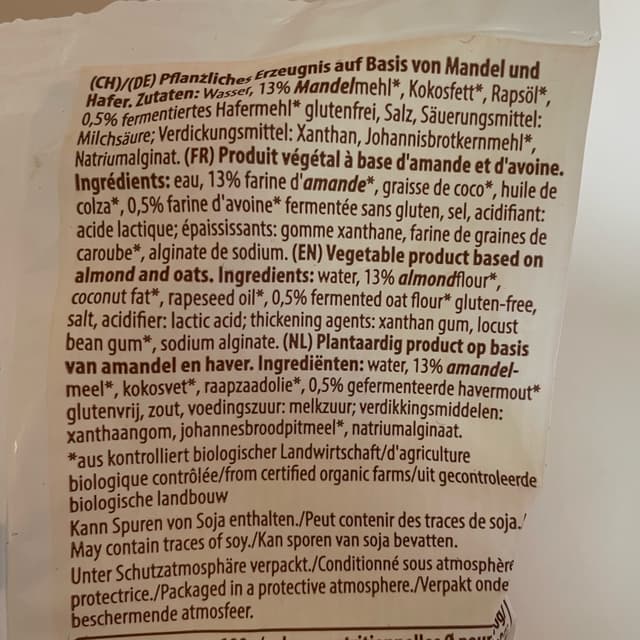 (CH)/(DE) Pflanzliches Erzeugnis auf Basis von Mandel und
Hafer. Zutaten: Wasser, 13% Mandelmehl*, Kokosfett*, Rapsöl*,
0,5% fermentiertes Hafermehl* glutenfrei, Salz, Säuerungsmittel:
Milchsäure; Verdickungsmittel: Xanthan, Johannisbrotkernmehl*,
Natriumalginat. (FR) Produit végétal à base d'amande et d'avoine.
Ingrédients: eau, 13% farine d'amande*, graisse de coco*, huile de
colza*, 0,5% farine d'avoine* fermentée sans gluten, sel, acidifiant:
acide lactique; épaississants: gomme xanthane, farine de graines de
caroube*, alginate de sodium. (EN) Vegetable product based on
almond and oats. Ingredients: water, 13% almondflour*,
coconut fat*, rapeseed oil*, 0,5% fermented oat flour* gluten-free,
salt, acidifier: lactic acid; thickening agents: xanthan gum, locust
bean gum*, sodium alginate. (NL) Plantaardig product op basis
van amandel en haver. Ingrediënten: water, 13% amandel-
meel*, kokosvet*, raapzaadolie*, 0,5% gefermenteerde havermout*
glutenvrij, zout, voedingszuur: melkzuur; verdikkingsmiddelen:
xanthaangom, johannesbroodpitmeel*, natriumalginaat.
*aus kontrolliert biologischer Landwirtschaft/d'agriculture
biologique contrôlée/from certified organic farms/uit gecontroleerde
biologische landbouw
Kann Spuren von Soja enthalten./Peut contenir des traces de soja./
May contain traces of soy./Kan sporen van soja bevatten.
Unter Schutzatmosphäre verpackt./Conditionné sous atmosphère
protectrice./Packaged in a protective atmosphere./Verpakt onde
beschermende atmosfeer.